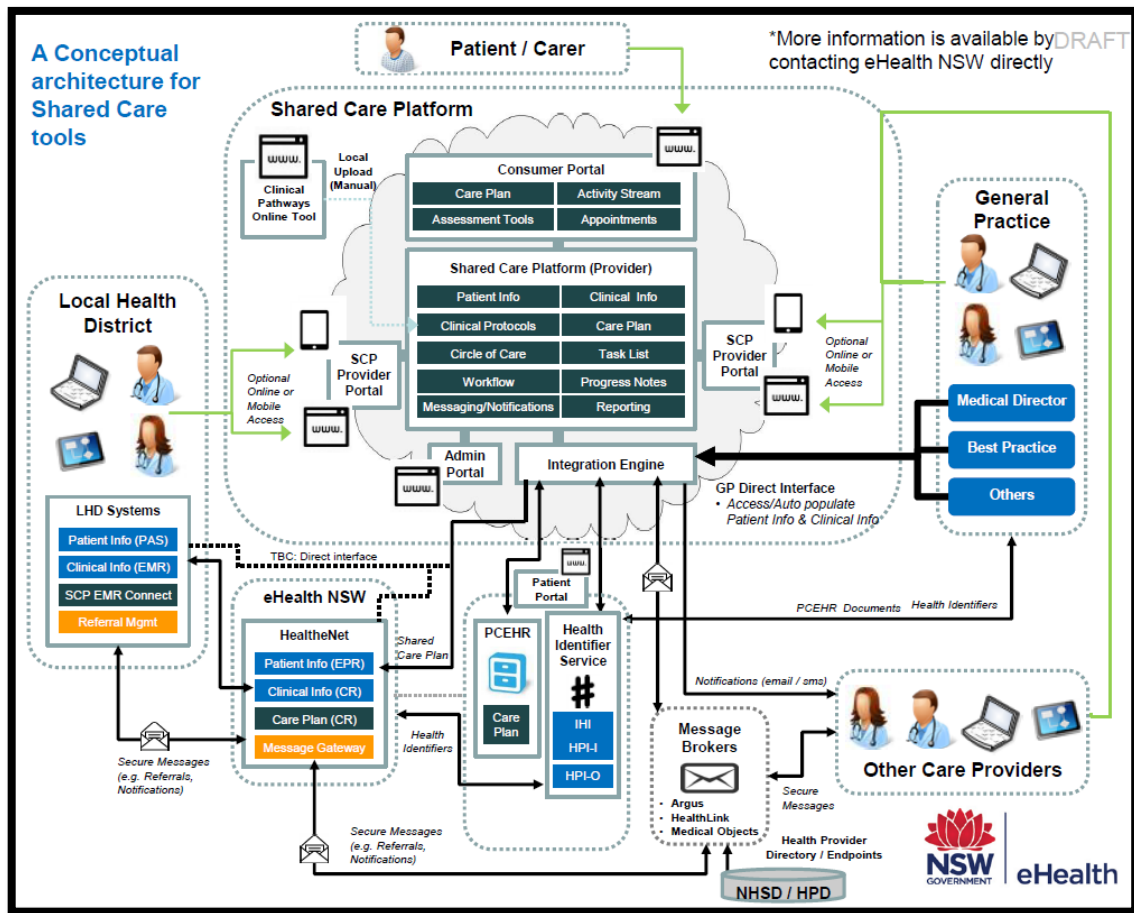 A Conceptual
architecture for
Shared Care
tools
Patient / Carer
*More information is available by
contacting eHealth NSW directly
DRAFT
Shared Care Platform
www.
Clinical
Pathways
Online Tool
Local
Upload
(Manual)
www.
Consumer Portal
Care Plan
Activity Stream
Assessment Tools
Appointments
Shared Care Platform (Provider)
Patient Info
Clinical Info
Clinical Protocols
Care Plan
Circle of Care
Task List
Workflow
Progress Notes
Messaging/Notifications
Reporting
SCP
Provider
Portal
www.
Optional
Online or
Mobile
Access
SCP
Provider
Portal
www.
Optional
Online or
Mobile
Access
Admin
Portal
www.
Integration Engine
GP Direct Interface
• Access/Auto populate
Patient Info & Clinical Info
General
Practice
Medical Director
Best Practice
Others
Local Health
District
LHD Systems
Patient Info (PAS)
Clinical Info (EMR)
SCP EMR Connect
Referral Mgmt
TBC: Direct interface
eHealth NSW
HealtheNet
Patient Info (EPR)
Clinical Info (CR)
Care Plan (CR)
Message Gateway
Shared
Care Plan
Health
Identifiers
www.
Patient
Portal
PCEHR
Care
Plan
Health
Identifier
Service
#
IHI
HPI-I
HPI-O
PCEHR Documents
Health Identifiers
Notifications (email / sms)
Message
Brokers
• Argus
• HealthLink
• Medical Objects
Secure
Messages
Other Care Providers
Secure Messages
(e.g. Referrals,
Notifications)
Secure Messages
(e.g. Referrals,
Notifications)
Health Provider
Directory / Endpoints
NHSD / HPD
NSW
GOVERNMENT
eHealth